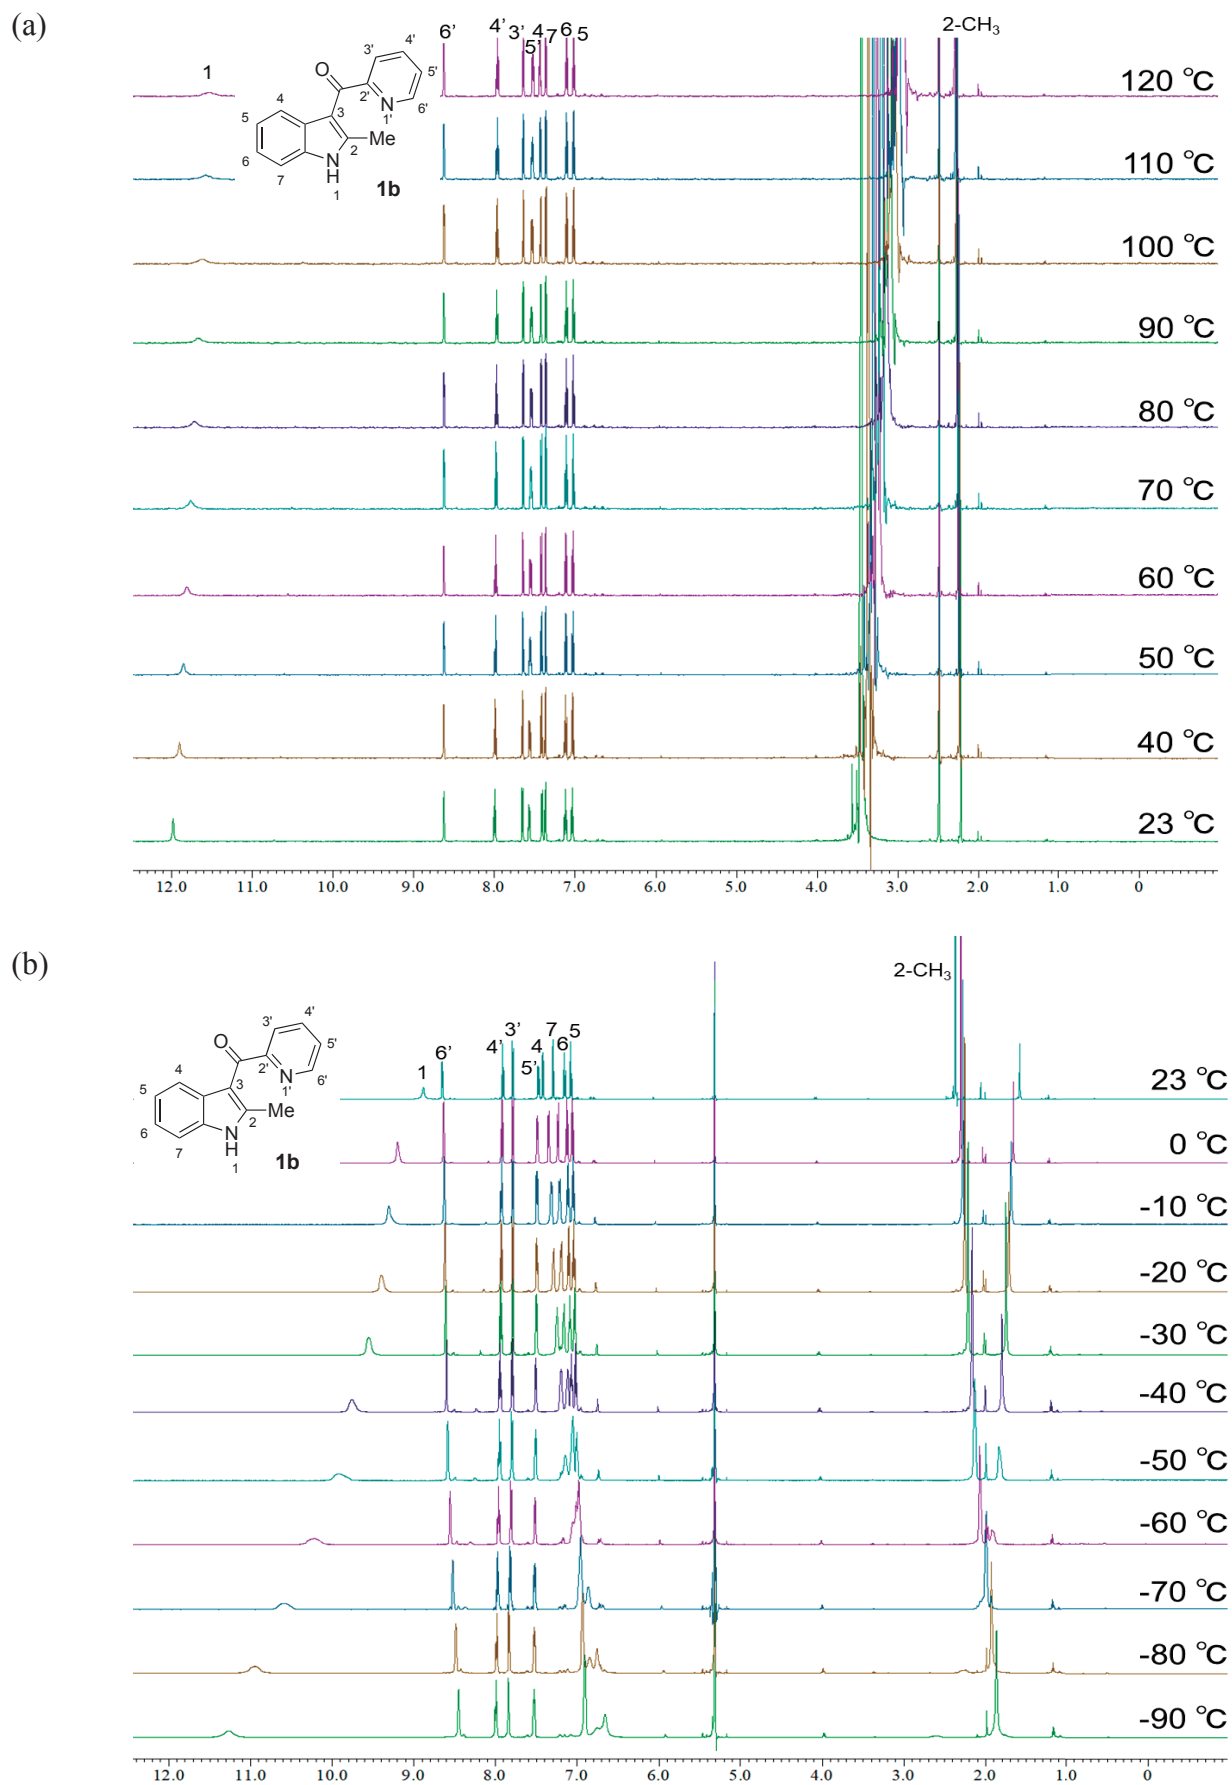 (a)
6' 4' 3' 5' 4 7 6 5 2-CH₃
1
O
3' 4' 5' 6' N 1' 2'
4 5 6 7 3 2 Me
N
H
1
1b
120 °C
110 °C
100 °C
90 °C
80 °C
70 °C
60 °C
50 °C
40 °C
23 °C
12.0 11.0 10.0 9.0 8.0 7.0 6.0 5.0 4.0 3.0 2.0 1.0 0
(b)
2-CH₃
1 6' 4' 3' 5' 4 7 6 5
O
3' 4' 5' 6' N 1' 2'
4 5 6 7 3 2 Me
N
H
1
1b
23 °C
0 °C
-10 °C
-20 °C
-30 °C
-40 °C
-50 °C
-60 °C
-70 °C
-80 °C
-90 °C
12.0 11.0 10.0 9.0 8.0 7.0 6.0 5.0 4.0 3.0 2.0 1.0 0